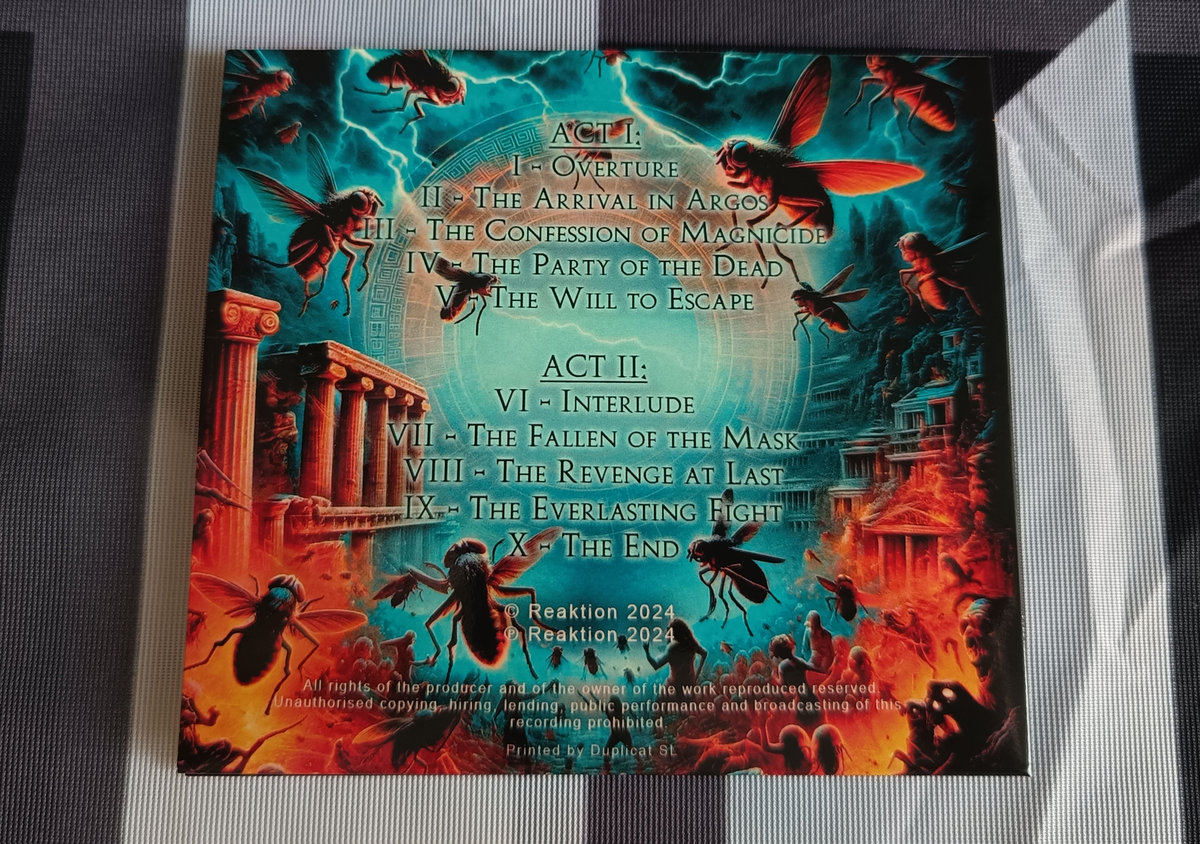 ACT I:
I - Overture
II - The Arrival in Argos
III - The Confession of Magnicide
IV - The Party of the Dead
V - The Will to Escape
ACT II:
VI - Interlude
VII - The Fallen of the Mask
VIII - The Revenge at Last
IX - The Everlasting Fight
X - The End
© Reaktion 2024
℗ Reaktion 2024
All rights of the producer and of the owner of the work reproduced reserved.
Unauthorised copying, hiring, lending, public performance and broadcasting of this
recording prohibited.
Printed by Duplicat SL